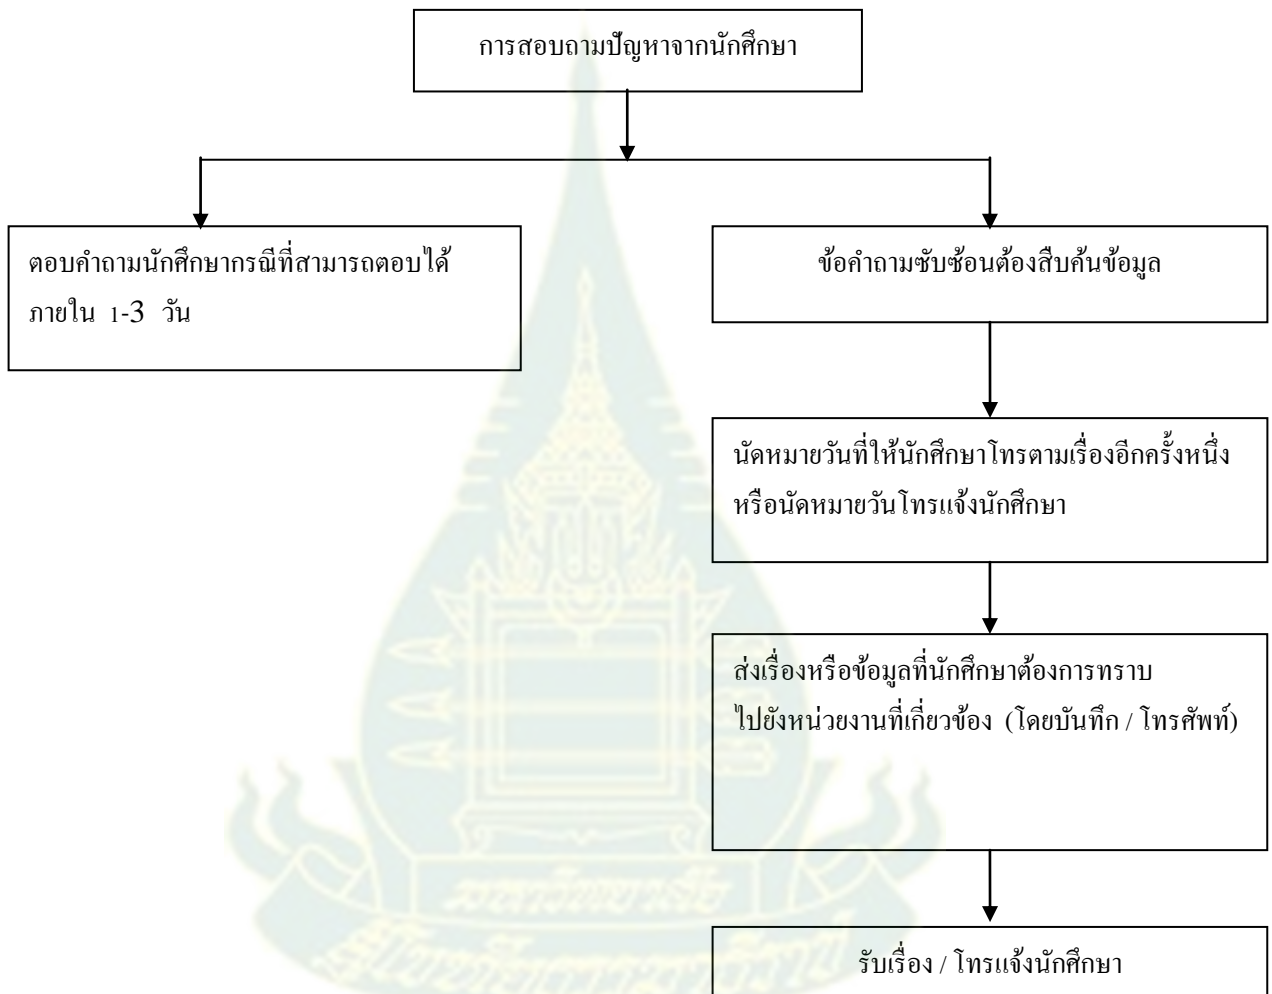 การสอบถามปัญหาจากนักศึกษา
ตอบคำถามนักศึกษากรณีที่สามารถตอบได้
ภายใน 1-3 วัน
ข้อคำถามซับซ้อนต้องสืบค้นข้อมูล
นัดหมายวันที่ให้นักศึกษาโทรตามเรื่องอีกครั้งหนึ่ง
หรือนัดหมายวันโทรแจ้งนักศึกษา
ส่งเรื่องหรือข้อมูลที่นักศึกษาต้องการทราบ
ไปยังหน่วยงานที่เกี่ยวข้อง (โดยบันทึก / โทรศัพท์)
รับเรื่อง / โทรแจ้งนักศึกษา